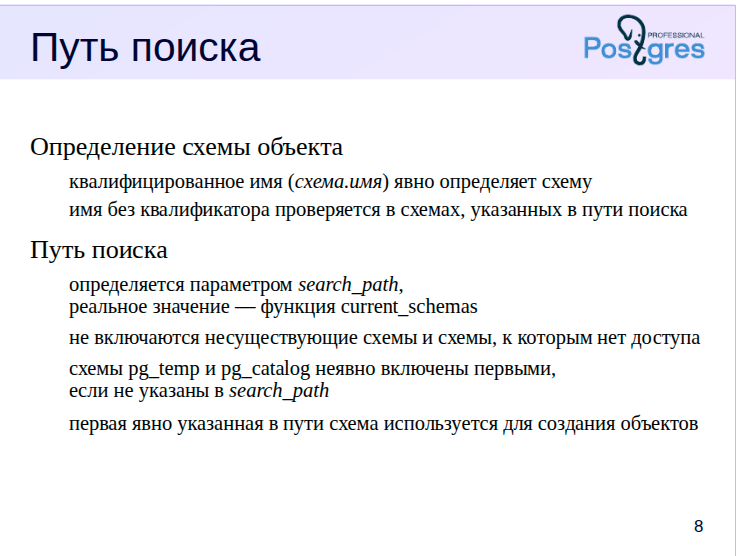 Путь поиска
PROFESSIONAL
Postgres
Определение схемы объекта
квалифицированное имя (схема.имя) явно определяет схему
имя без квалификатора проверяется в схемах, указанных в пути поиска
Путь поиска
определяется параметром search_path,
реальное значение — функция current_schemas
не включаются несуществующие схемы и схемы, к которым нет доступа
схемы pg_temp и pg_catalog неявно включены первыми,
если не указаны в search_path
первая явно указанная в пути схема используется для создания объектов
8